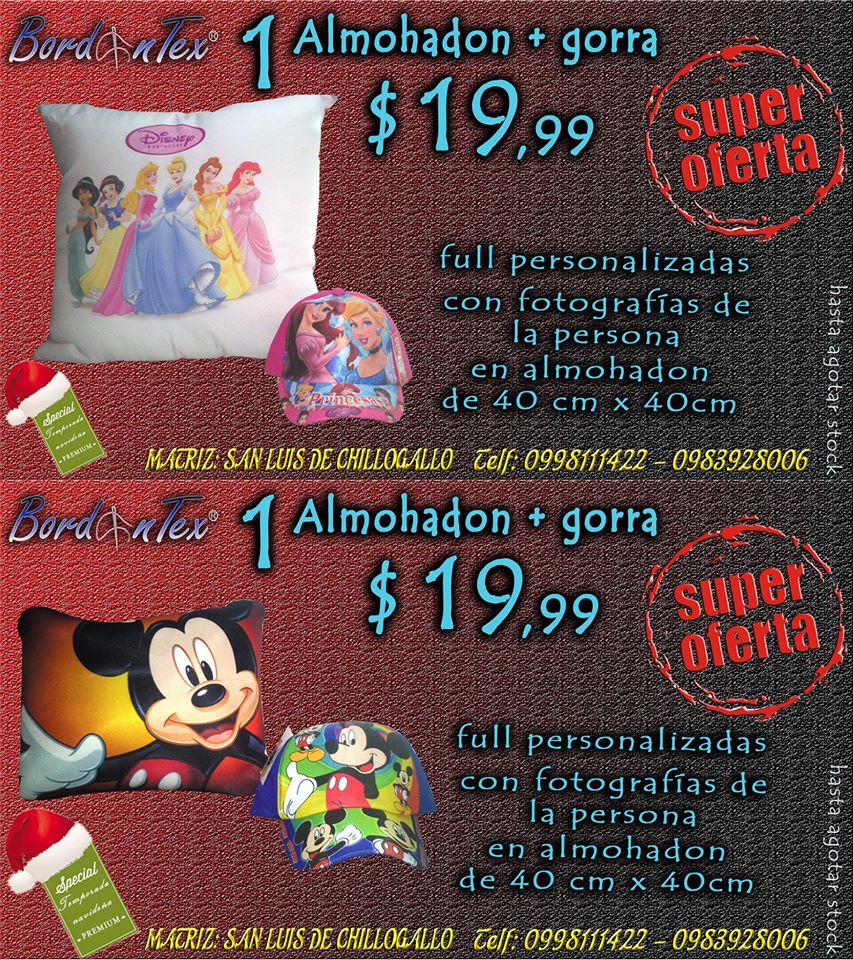 BordAnTex®
1 Almohadon + gorra
$ 19,99
super
oferta
DISNEY
PRINCESS
full personalizadas
con fotografías de
la persona
en almohadon
de 40 cm x 40cm
Princesas
hasta agotar stock
Special
Temporada
navideña
-PREMIUM-
MATRIZ: SAN LUIS DE CHILLOGALLO Telf: 0998111422 - 0983928006
BordAnTex®
1 Almohadon + gorra
$ 19,99
super
oferta
full personalizadas
con fotografías de
la persona
en almohadon
de 40 cm x 40cm
hasta agotar stock
Special
Temporada
navideña
-PREMIUM-
MATRIZ: SAN LUIS DE CHILLOGALLO Telf: 0998111422 - 0983928006